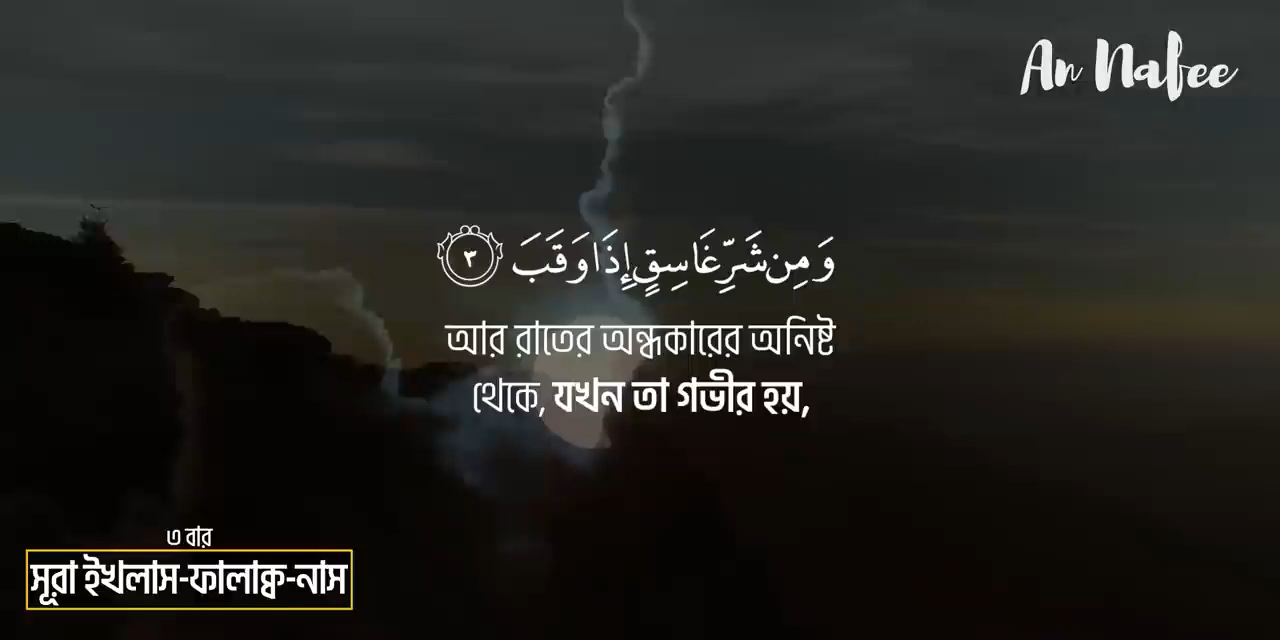 An Nafee
وَمِن شَرِّ غَاسِقٍ إِذَا وَقَبَ ٣
আর রাতের অন্ধকারের অনিষ্ট
থেকে, যখন তা গভীর হয়,
৩ বার
সূরা ইখলাস-ফালাক্ব-নাস